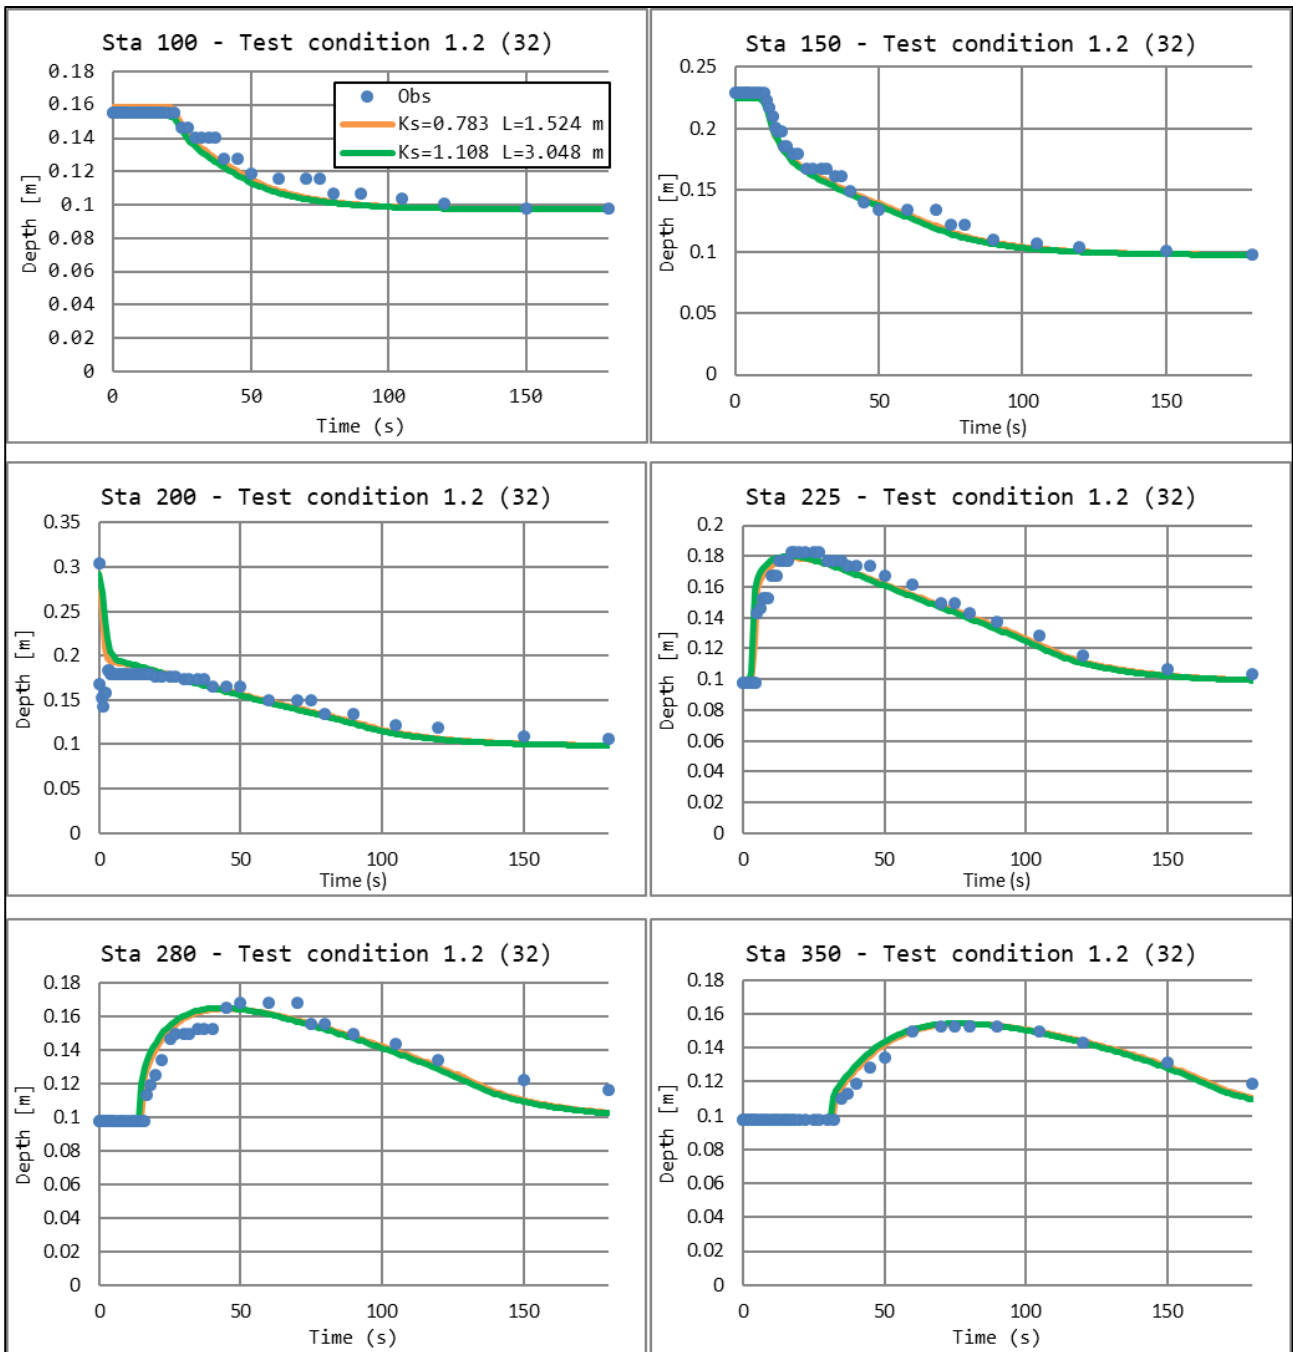 Sta 100 - Test condition 1.2 (32)
0.18
0.16
0.14
0.12
0.1
0.08
0.06
0.04
0.02
0
Depth [m]
Obs
Ks=0.783 L=1.524 m
Ks=1.108 L=3.048 m
0 50 100 150
Time (s)
Sta 150 - Test condition 1.2 (32)
0.25
0.2
0.15
0.1
0.05
0
Depth [m]
0 50 100 150
Time (s)
Sta 200 - Test condition 1.2 (32)
0.35
0.3
0.25
0.2
0.15
0.1
0.05
0
Depth [m]
0 50 100 150
Time (s)
Sta 225 - Test condition 1.2 (32)
0.2
0.18
0.16
0.14
0.12
0.1
0.08
0.06
0.04
0.02
0
Depth [m]
0 50 100 150
Time (s)
Sta 280 - Test condition 1.2 (32)
0.18
0.16
0.14
0.12
0.1
0.08
0.06
0.04
0.02
0
Depth [m]
0 50 100 150
Time (s)
Sta 350 - Test condition 1.2 (32)
0.18
0.16
0.14
0.12
0.1
0.08
0.06
0.04
0.02
0
Depth [m]
0 50 100 150
Time (s)